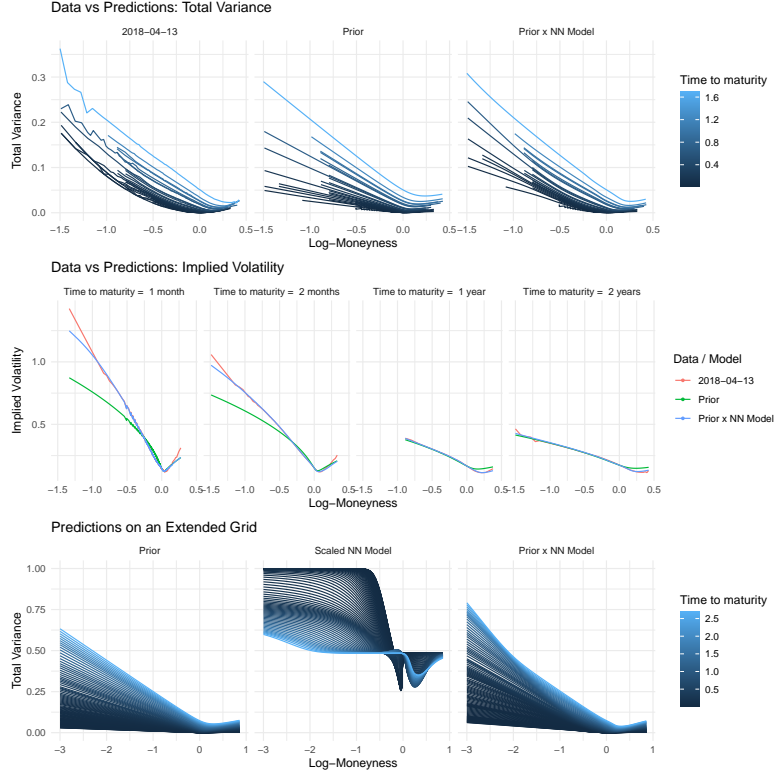 Data vs Predictions: Total Variance
2018−04−13 Prior Prior x NN Model
0.3
0.2
0.1
0.0
Total Variance
−1.5 −1.0 −0.5 0.0 0.5 −1.5 −1.0 −0.5 0.0 0.5 −1.5 −1.0 −0.5 0.0 0.5
Log−Moneyness
Time to maturity
1.6
1.2
0.8
0.4
Data vs Predictions: Implied Volatility
Time to maturity = 1 month Time to maturity = 2 months Time to maturity = 1 year Time to maturity = 2 years
1.0
0.5
Implied Volatility
−1.5 −1.0 −0.5 0.0 0.5 −1.5 −1.0 −0.5 0.0 0.5 −1.5 −1.0 −0.5 0.0 0.5 −1.5 −1.0 −0.5 0.0 0.5
Log−Moneyness
Data / Model
2018−04−13
Prior
Prior x NN Model
Predictions on an Extended Grid
Prior Scaled NN Model Prior x NN Model
1.00
0.75
0.50
0.25
0.00
Total Variance
−3 −2 −1 0 1 −3 −2 −1 0 1 −3 −2 −1 0 1
Log−Moneyness
Time to maturity
2.5
2.0
1.5
1.0
0.5